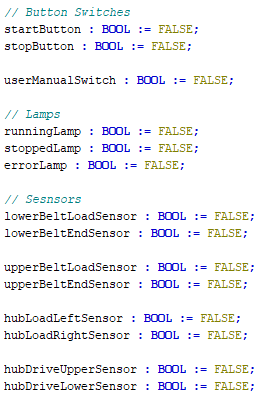 // Button Switches
startButton : BOOL := FALSE;
stopButton : BOOL := FALSE;
userManualSwitch : BOOL := FALSE;
// Lamps
runningLamp : BOOL := FALSE;
stoppedLamp : BOOL := FALSE;
errorLamp : BOOL := FALSE;
// Sesnsors
lowerBeltLoadSensor : BOOL := FALSE;
lowerBeltEndSensor : BOOL := FALSE;
upperBeltLoadSensor : BOOL := FALSE;
upperBeltEndSensor : BOOL := FALSE;
hubLoadLeftSensor : BOOL := FALSE;
hubLoadRightSensor : BOOL := FALSE;
hubDriveUpperSensor : BOOL := FALSE;
hubDriveLowerSensor : BOOL := FALSE;